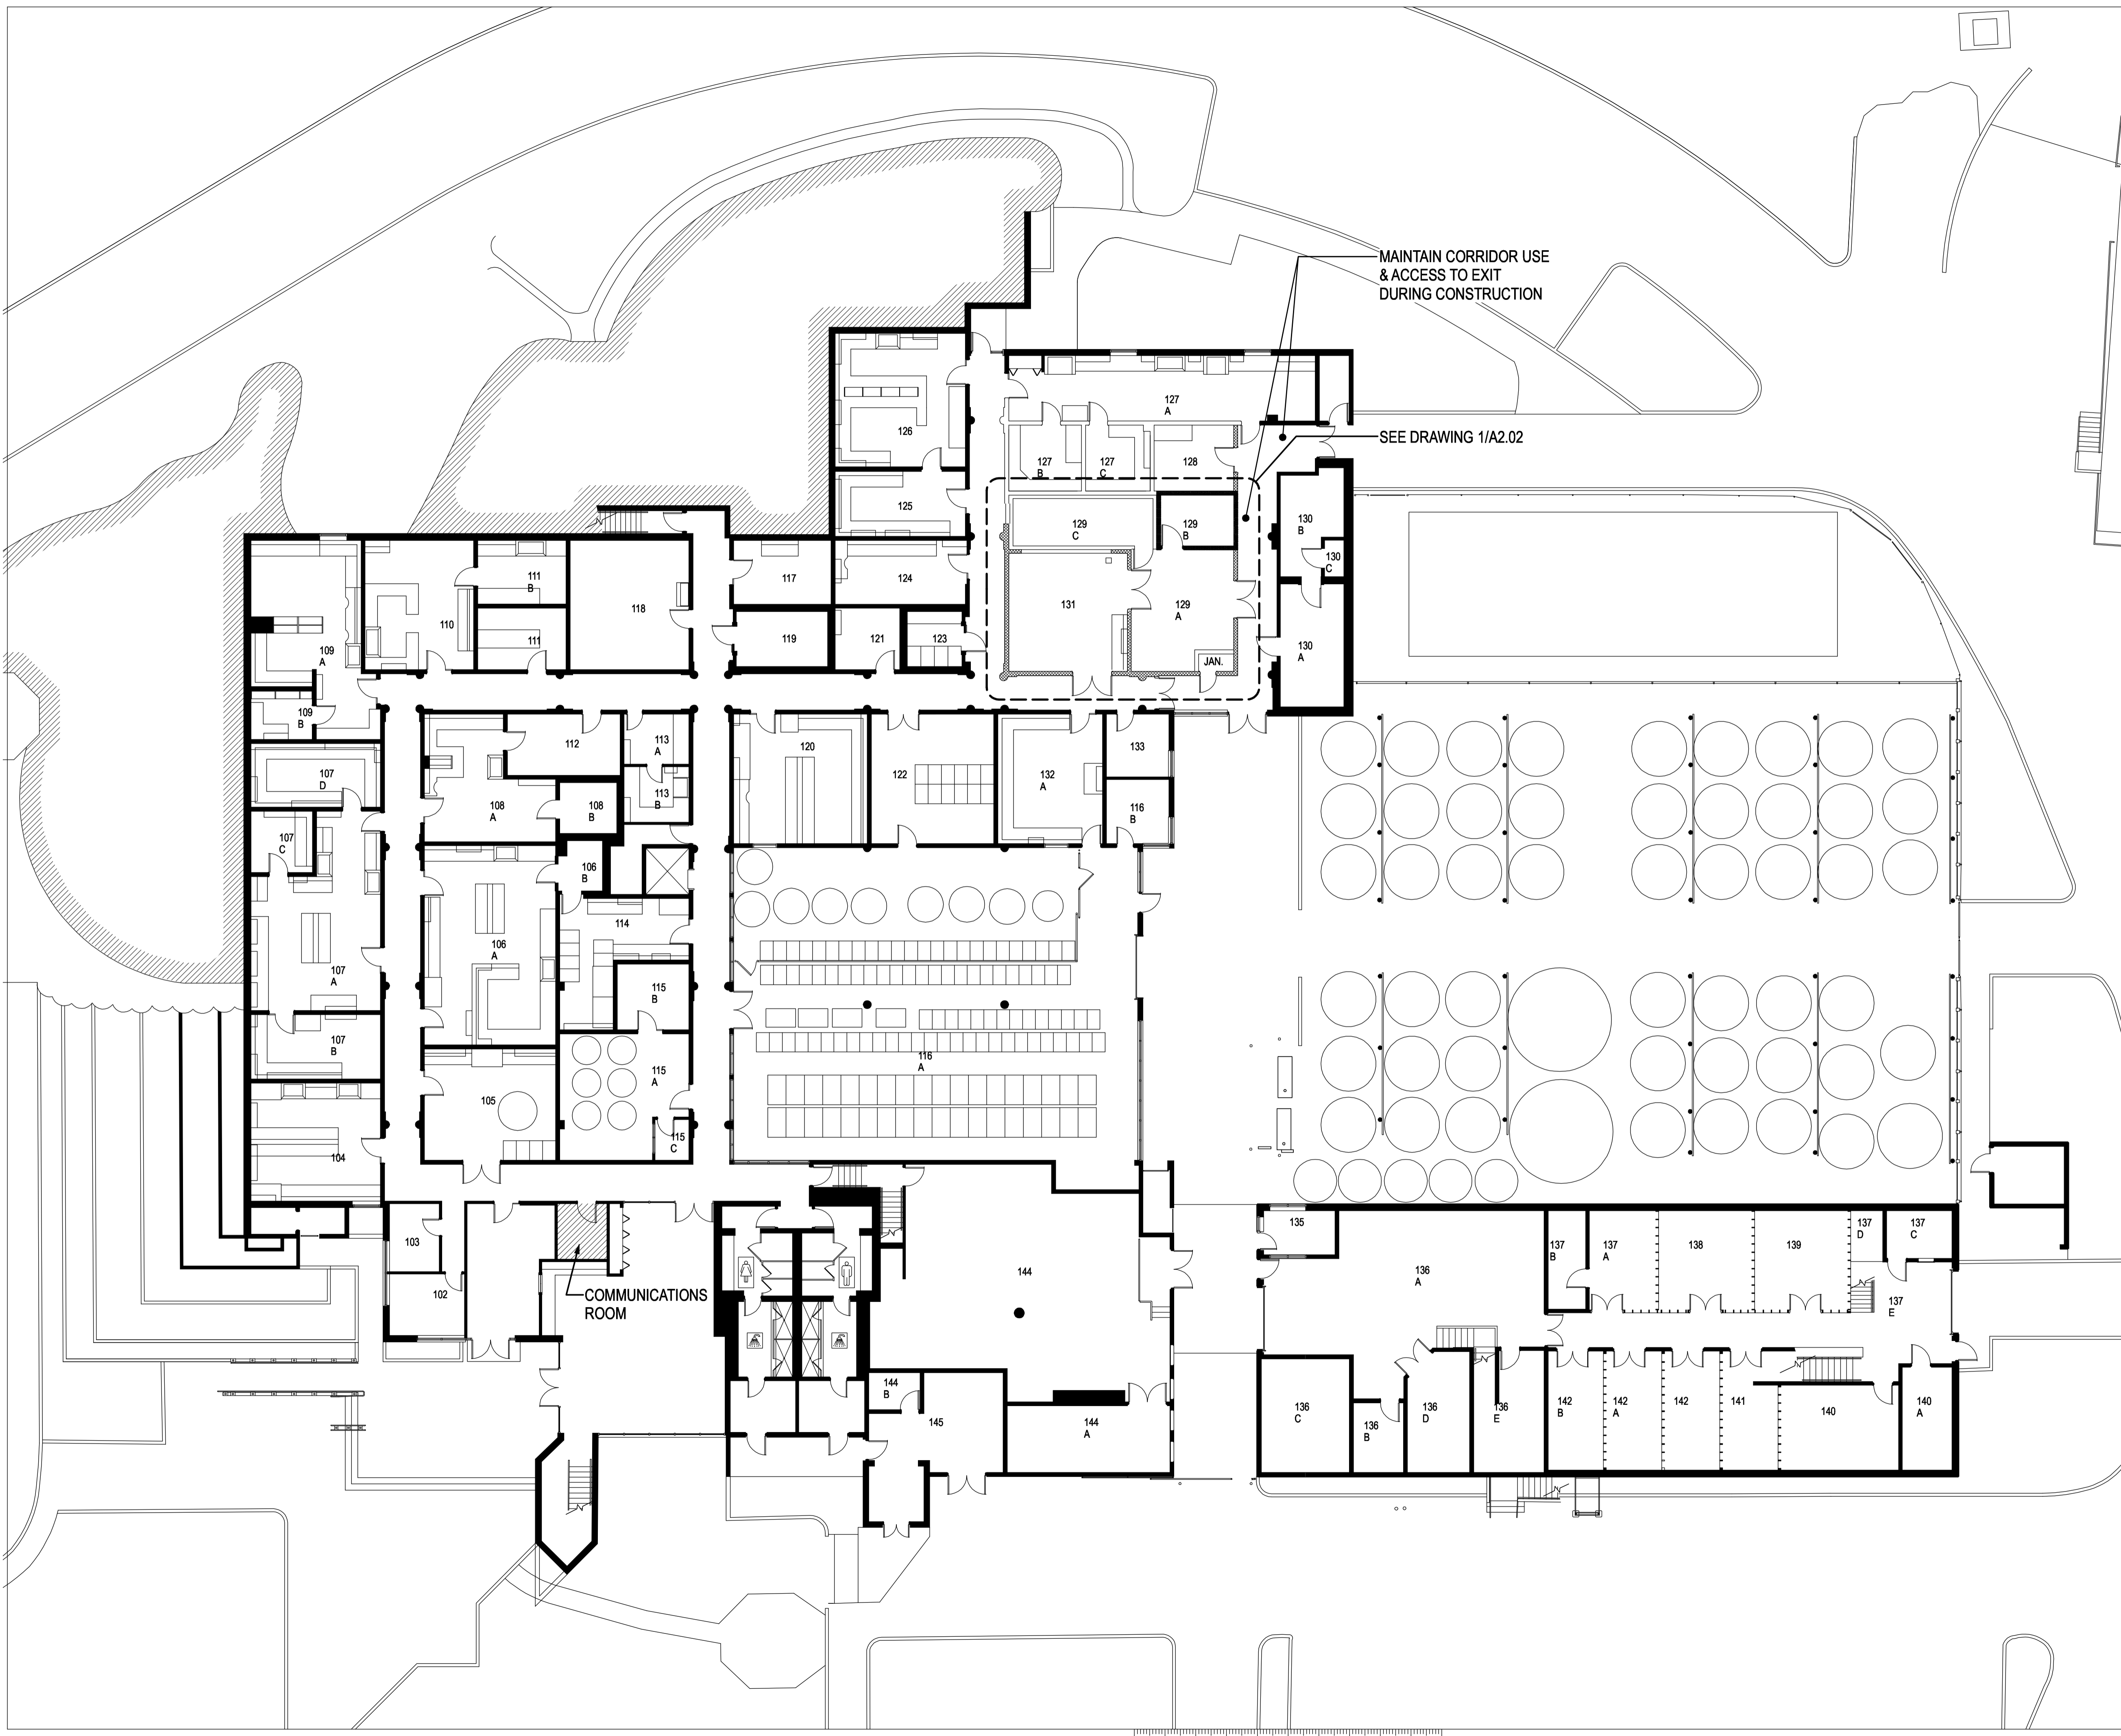 MAINTAIN CORRIDOR USE
& ACCESS TO EXIT
DURING CONSTRUCTION
SEE DRAWING 1/A2.02
127
A
126
127
B
127
C
128
125
129
C
129
B
130
B
130
C
111
B
118
117
124
131
129
A
110
111
119
121
123
109
A
130
A
JAN.
109
B
112
113
A
120
122
132
A
133
107
D
108
A
108
B
113
B
116
B
107
C
106
B
114
106
A
107
A
115
B
107
B
116
A
115
A
105
115
C
104
103
102
COMMUNICATIONS
ROOM
144
135
136
A
137
B
137
A
138
139
137
D
137
C
137
E
144
B
145
144
A
136
C
136
B
136
D
136
E
142
B
142
A
142
141
140
140
A